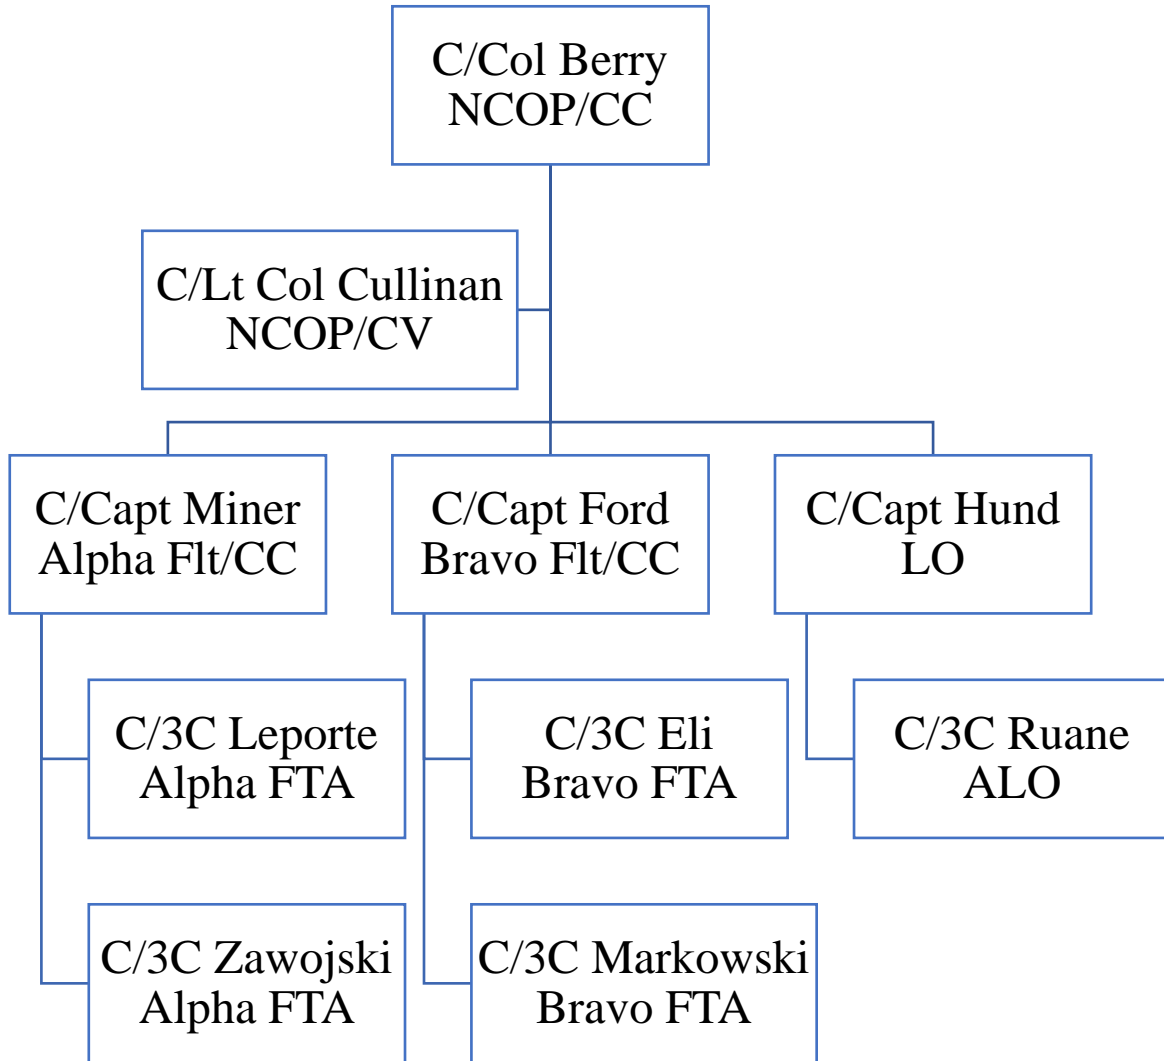 C/Col Berry
NCOP/CC
C/Lt Col Cullinan
NCOP/CV
C/Capt Miner
Alpha Flt/CC
C/Capt Ford
Bravo Flt/CC
C/Capt Hund
LO
C/3C Leporte
Alpha FTA
C/3C Eli
Bravo FTA
C/3C Ruane
ALO
C/3C Zawojski
Alpha FTA
C/3C Markowski
Bravo FTA